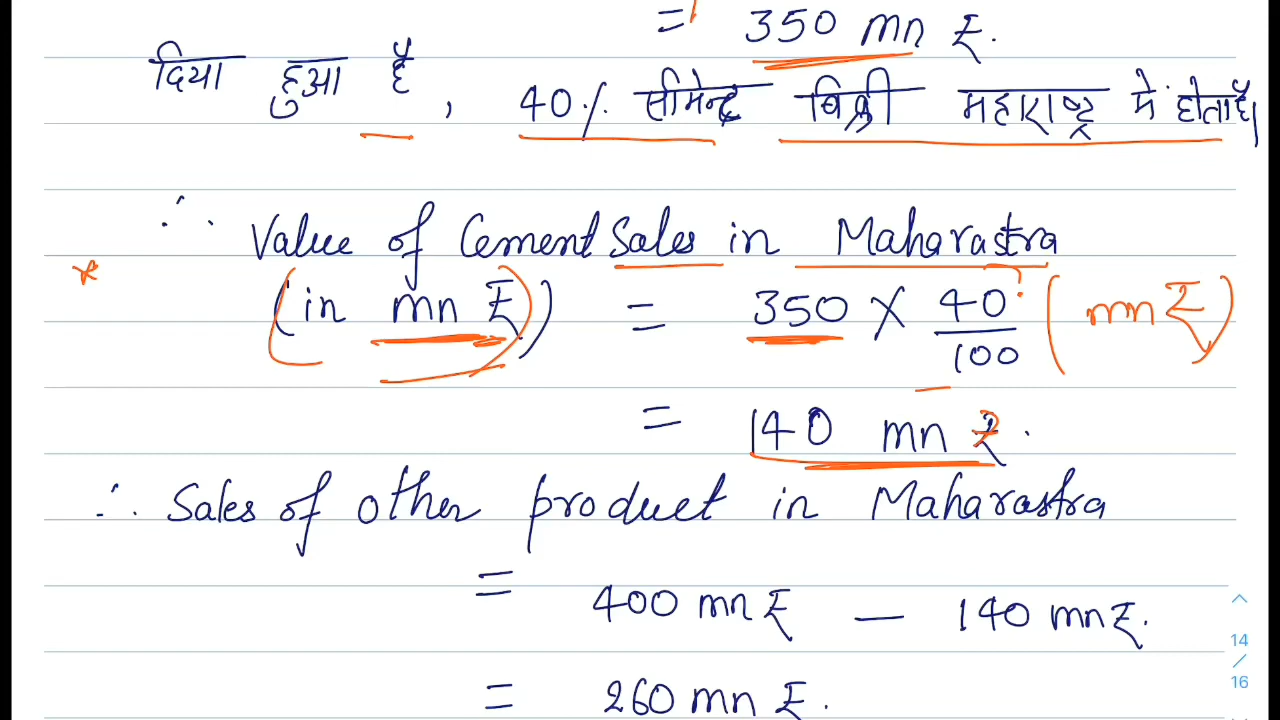 = 350 mn ₹.
दिया हुआ है, 40% सीमेन्ट बिक्री महाराष्ट्र में होता है।
∴ Value of Cement Sales in Maharastra
(in mn ₹) = 350 × 40/100 (mn ₹)
= 140 mn ₹.
∴ Sales of other product in Maharastra
= 400 mn ₹ — 140 mn ₹.
= 260 mn ₹.
14
/
16